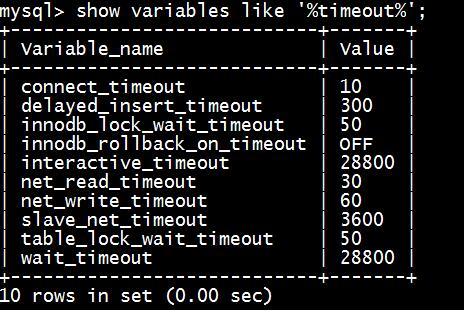 mysql> show variables like '%timeout%';
+----------------------------+-------+
| Variable_name              | Value |
+----------------------------+-------+
| connect_timeout            | 10    |
| delayed_insert_timeout     | 300   |
| innodb_lock_wait_timeout   | 50    |
| innodb_rollback_on_timeout | OFF   |
| interactive_timeout        | 28800 |
| net_read_timeout           | 30    |
| net_write_timeout          | 60    |
| slave_net_timeout          | 3600  |
| table_lock_wait_timeout    | 50    |
| wait_timeout               | 28800 |
+----------------------------+-------+
10 rows in set (0.00 sec)